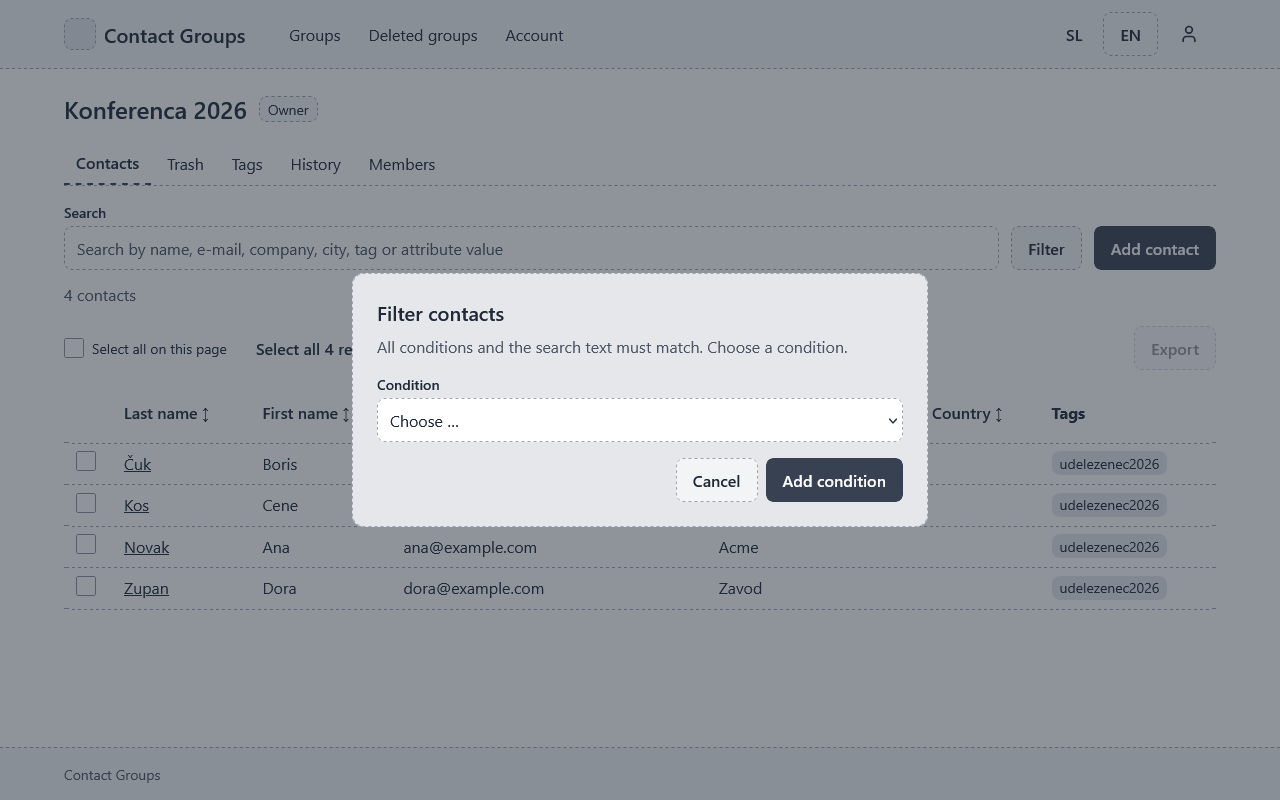 Contact Groups Groups Deleted groups Account SL EN
Konferenca 2026 Owner
Contacts Trash Tags History Members
Search
Search by name, e-mail, company, city, tag or attribute value Filter Add contact
4 contacts
Filter contacts
All conditions and the search text must match. Choose a condition.
Condition
Choose ...
Cancel Add condition
Select all on this page Select all 4 Export
Last name First name Country Tags
Čuk Boris udelezenec2026
Kos Cene udelezenec2026
Novak Ana ana@example.com Acme udelezenec2026
Zupan Dora dora@example.com Zavod udelezenec2026
Contact Groups